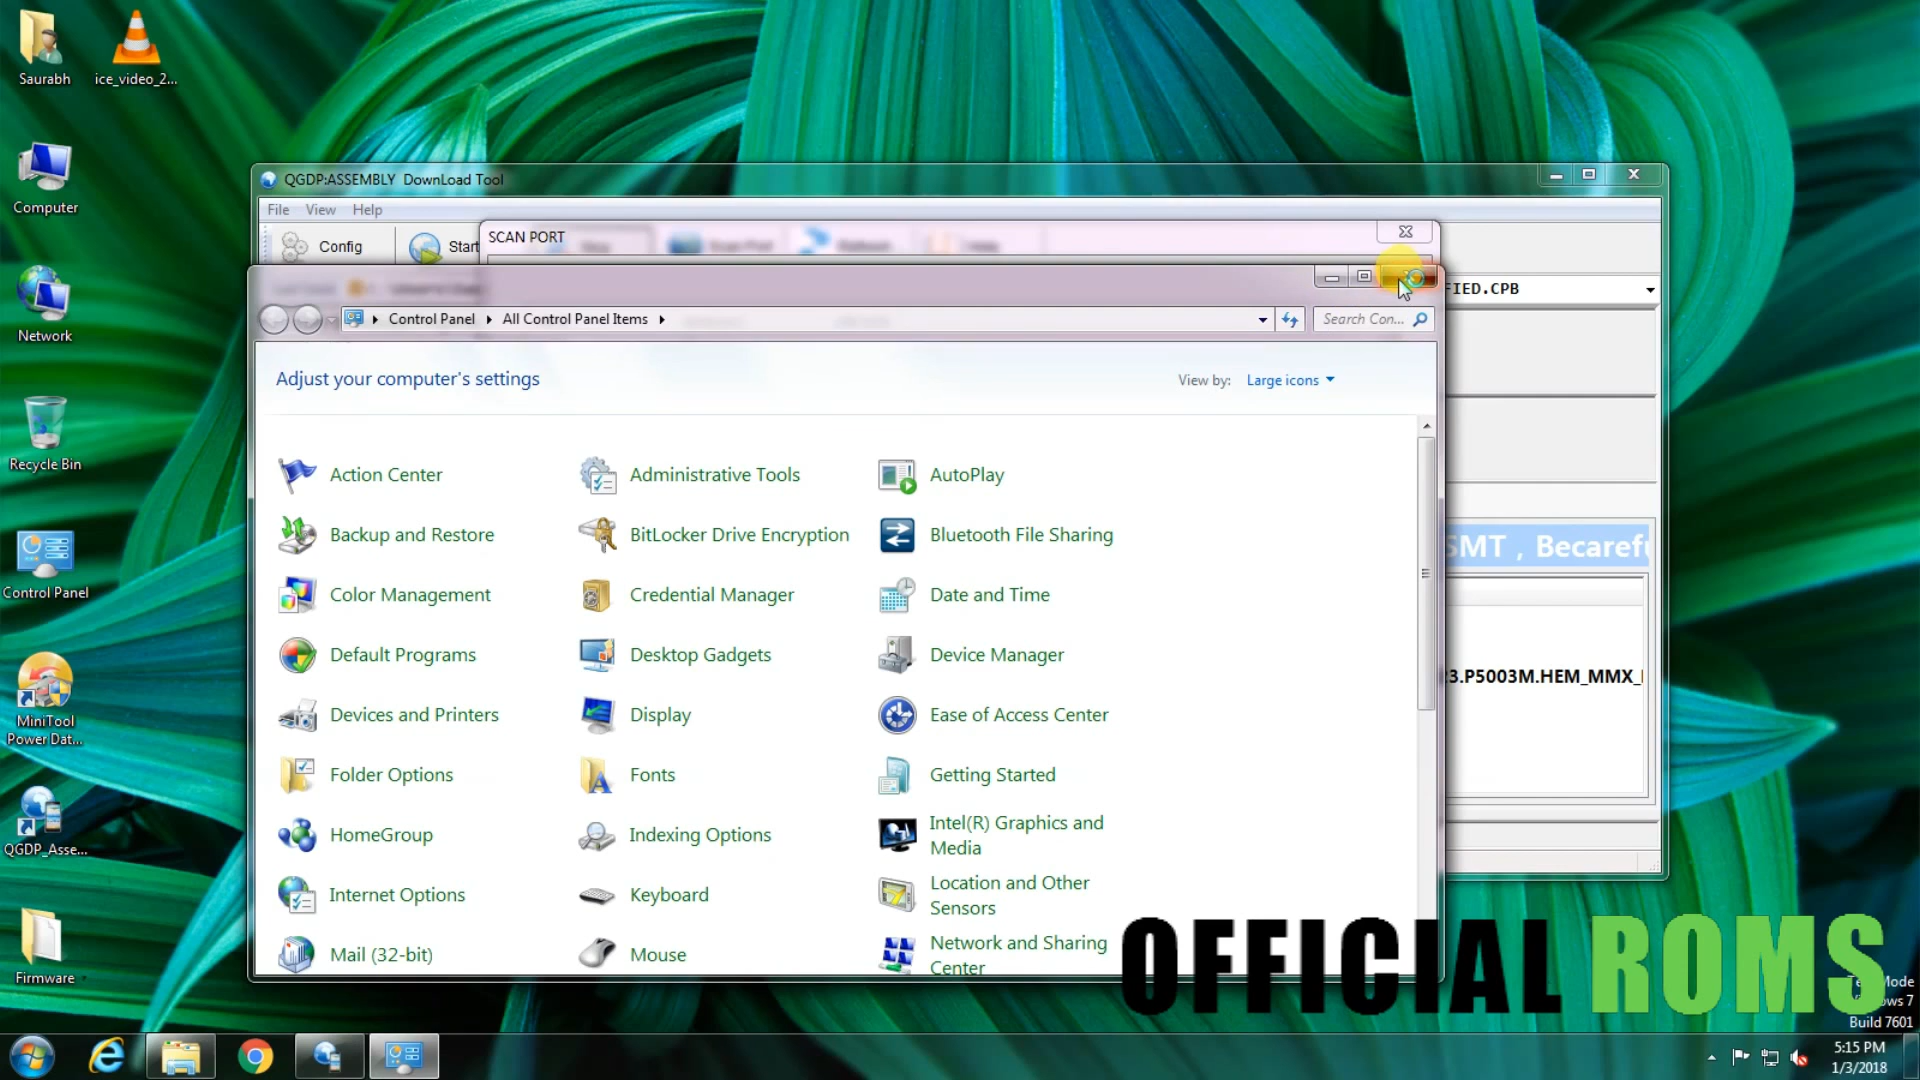 Saurabh
ice_video_2...
Computer
Network
Recycle Bin
Control Panel
MiniTool
Power Dat...
QGDP_Asse...
Firmware
QGDP:ASSEMBLY DownLoad Tool
File View Help
Config
Start
SCAN PORT
FIED.CPB
Control Panel
All Control Panel Items
Search Con...
Adjust your computer's settings
View by: Large icons
Action Center
Administrative Tools
AutoPlay
Backup and Restore
BitLocker Drive Encryption
Bluetooth File Sharing
SMT , Becarefu
Color Management
Credential Manager
Date and Time
Default Programs
Desktop Gadgets
Device Manager
3.P5003M.HEM_MMX_
Devices and Printers
Display
Ease of Access Center
Folder Options
Fonts
Getting Started
HomeGroup
Indexing Options
Intel(R) Graphics and
Media
Internet Options
Keyboard
Location and Other
Sensors
Mail (32-bit)
Mouse
Network and Sharing
Center
OFFICIAL ROMS
Mode
ws 7
Build 7601
5:15 PM
1/3/2018